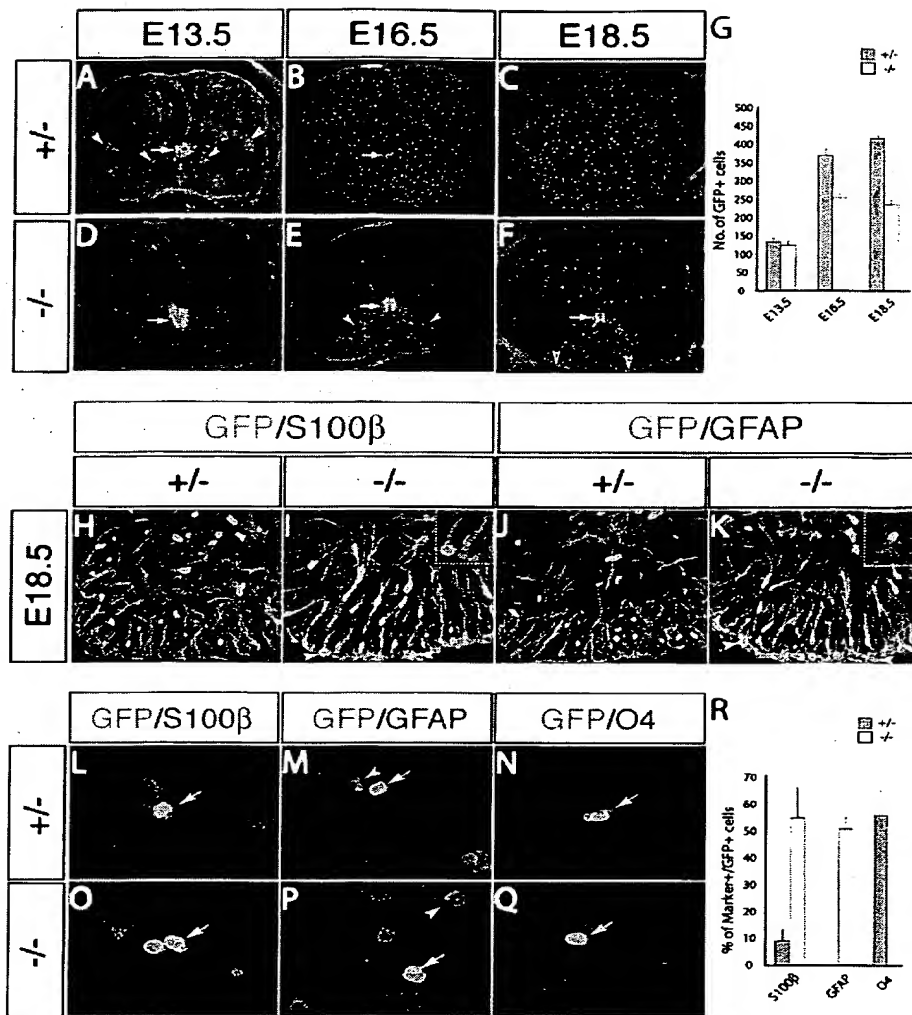 E13.5 E16.5 E18.5 G
+/-
-/-
A B C
+/-
D E F
-/-
No. of GFP+ cells
500
450
400
350
300
250
200
150
100
50
0
E13.5 E16.5 E18.5
GFP/S100β GFP/GFAP
+/- -/- +/- -/-
E18.5
H I J K
GFP/S100β GFP/GFAP GFP/O4 R
+/-
-/-
L M N
+/-
O P Q
-/-
% of Marker+/GFP+ cells
70
60
50
40
30
20
10
0
S100β GFAP O4